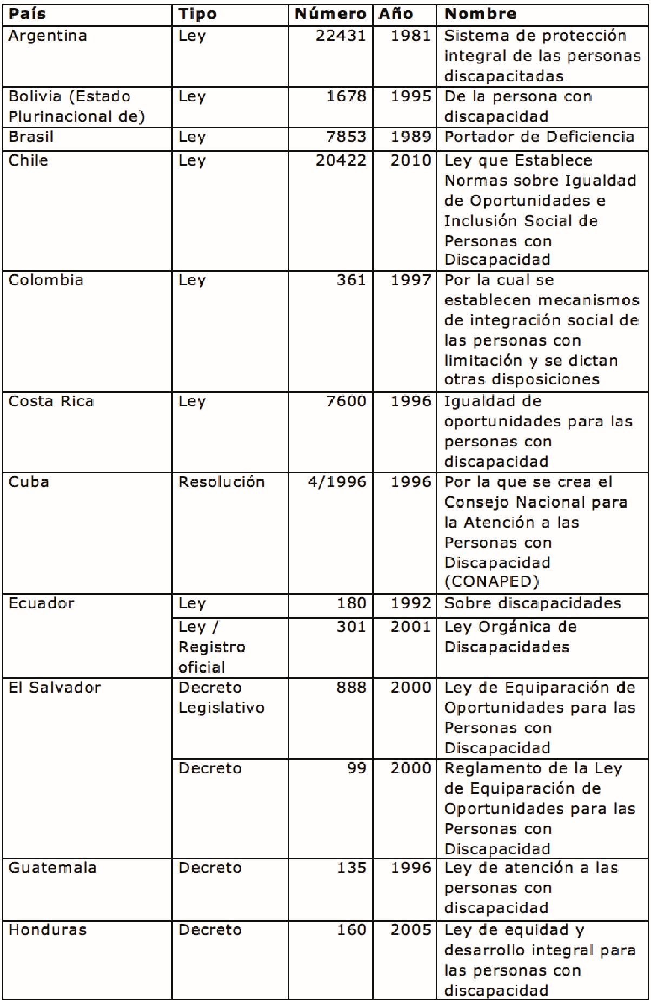 País Tipo Número Año Nombre
Argentina Ley 22431 1981 Sistema de protección
integral de las personas
discapacitadas
Bolivia (Estado Ley 1678 1995 De la persona con
Plurinacional de) discapacidad
Brasil Ley 7853 1989 Portador de Deficiencia
Chile Ley 20422 2010 Ley que Establece
Normas sobre Igualdad
de Oportunidades e
Inclusión Social de
Personas con
Discapacidad
Colombia Ley 361 1997 Por la cual se
establecen mecanismos
de integración social de
las personas con
limitación y se dictan
otras disposiciones
Costa Rica Ley 7600 1996 Igualdad de
oportunidades para las
personas con
discapacidad
Cuba Resolución 4/1996 1996 Por la que se crea el
Consejo Nacional para
la Atención a las
Personas con
Discapacidad
(CONAPED)
Ecuador Ley 180 1992 Sobre discapacidades
Ley / 301 2001 Ley Orgánica de
Registro Discapacidades
oficial
El Salvador Decreto 888 2000 Ley de Equiparación de
Legislativo Oportunidades para las
Personas con
Discapacidad
Decreto 99 2000 Reglamento de la Ley
de Equiparación de
Oportunidades para las
Personas con
Discapacidad
Guatemala Decreto 135 1996 Ley de atención a las
personas con
discapacidad
Honduras Decreto 160 2005 Ley de equidad y
desarrollo integral para
las personas con
discapacidad